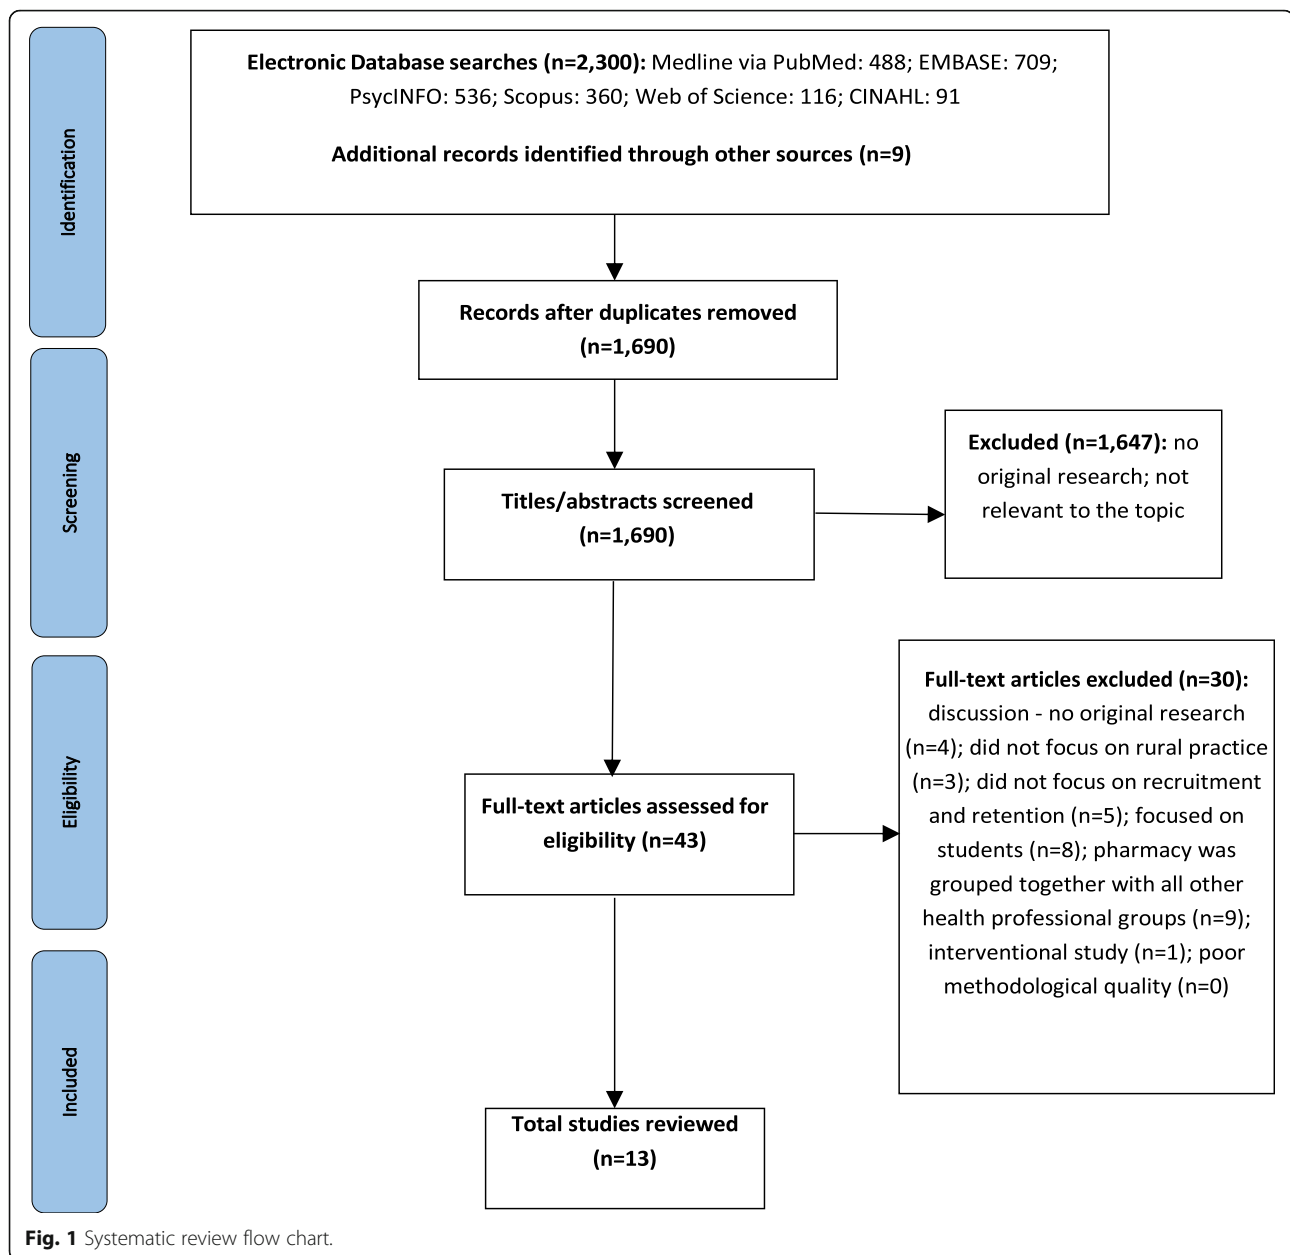 Identification
Electronic Database searches (n=2,300): Medline via PubMed: 488; EMBASE: 709;
PsycINFO: 536; Scopus: 360; Web of Science: 116; CINAHL: 91
Additional records identified through other sources (n=9)
Records after duplicates removed
(n=1,690)
Screening
Titles/abstracts screened
(n=1,690)
Excluded (n=1,647): no
original research; not
relevant to the topic
Eligibility
Full-text articles assessed for
eligibility (n=43)
Full-text articles excluded (n=30):
discussion - no original research
(n=4); did not focus on rural practice
(n=3); did not focus on recruitment
and retention (n=5); focused on
students (n=8); pharmacy was
grouped together with all other
health professional groups (n=9);
interventional study (n=1); poor
methodological quality (n=0)
Included
Total studies reviewed
(n=13)
Fig. 1 Systematic review flow chart.